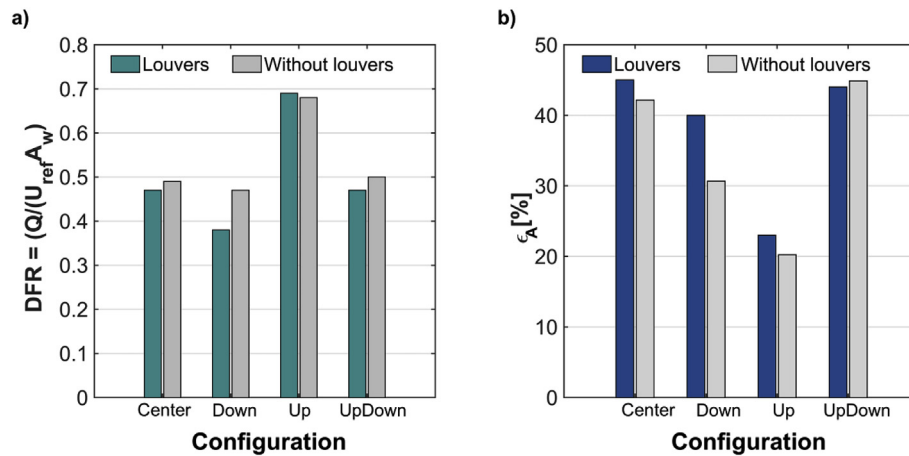 a)
DFR = (Q/(U_ref A_w)
0.8
0.7
0.6
0.5
0.4
0.3
0.2
0.1
0
Louvers
Without louvers
Center
Down
Up
UpDown
Configuration
b)
ϵ_A[%]
50
40
30
20
10
0
Louvers
Without louvers
Center
Down
Up
UpDown
Configuration